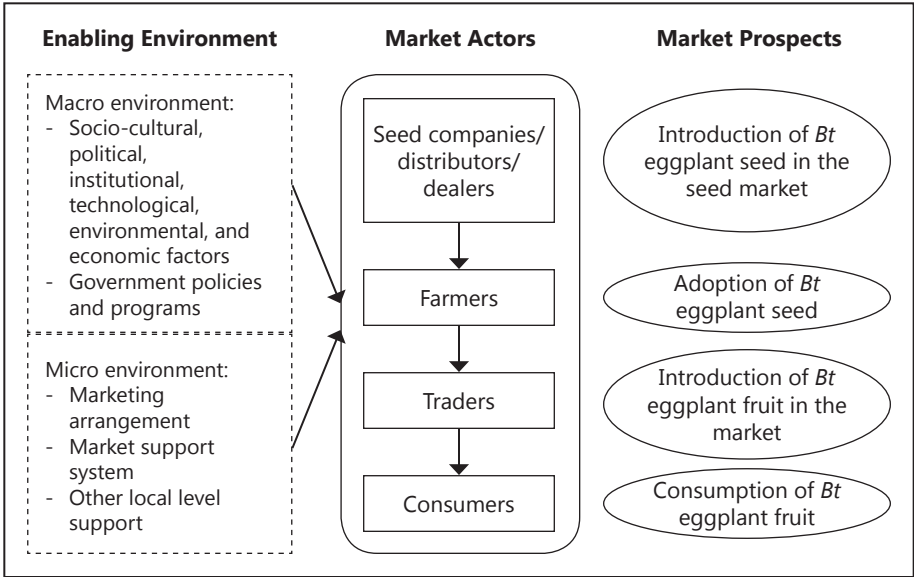 Enabling Environment
Macro environment:
- Socio-cultural,
political,
institutional,
technological,
environmental, and
economic factors
- Government policies
and programs
Micro environment:
- Marketing
arrangement
- Market support
system
- Other local level
support
Market Actors
Seed companies/
distributors/
dealers
Farmers
Traders
Consumers
Market Prospects
Introduction of Bt
eggplant seed in the
seed market
Adoption of Bt
eggplant seed
Introduction of Bt
eggplant fruit in the
market
Consumption of Bt
eggplant fruit